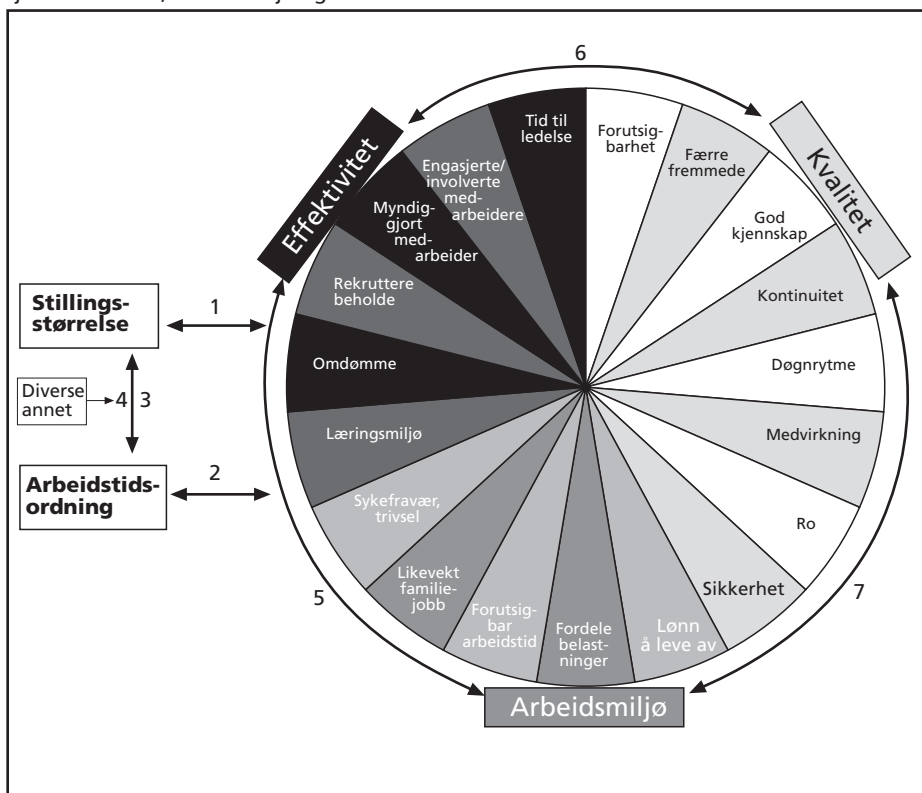 6
Effektivitet
Kvalitet
Tid til
ledelse
Forutsig-
barhet
Engasjerte/
involverte
med-
arbeidere
Færre
fremmede
Myndig-
gjort
med-
arbeider
God
kjennskap
Rekruttere
beholde
Kontinuitet
Stillings-
størrelse
1
Omdømme
Døgnrytme
Diverse
annet
4
3
Læringsmiljø
Medvirkning
Arbeidstids-
ordning
2
Sykefravær,
trivsel
Ro
Likevekt
familie-
jobb
Sikkerhet
5
7
Forutsig-
bar
arbeidstid
Fordele
belast-
ninger
Lønn
å leve av
Arbeidsmiljø